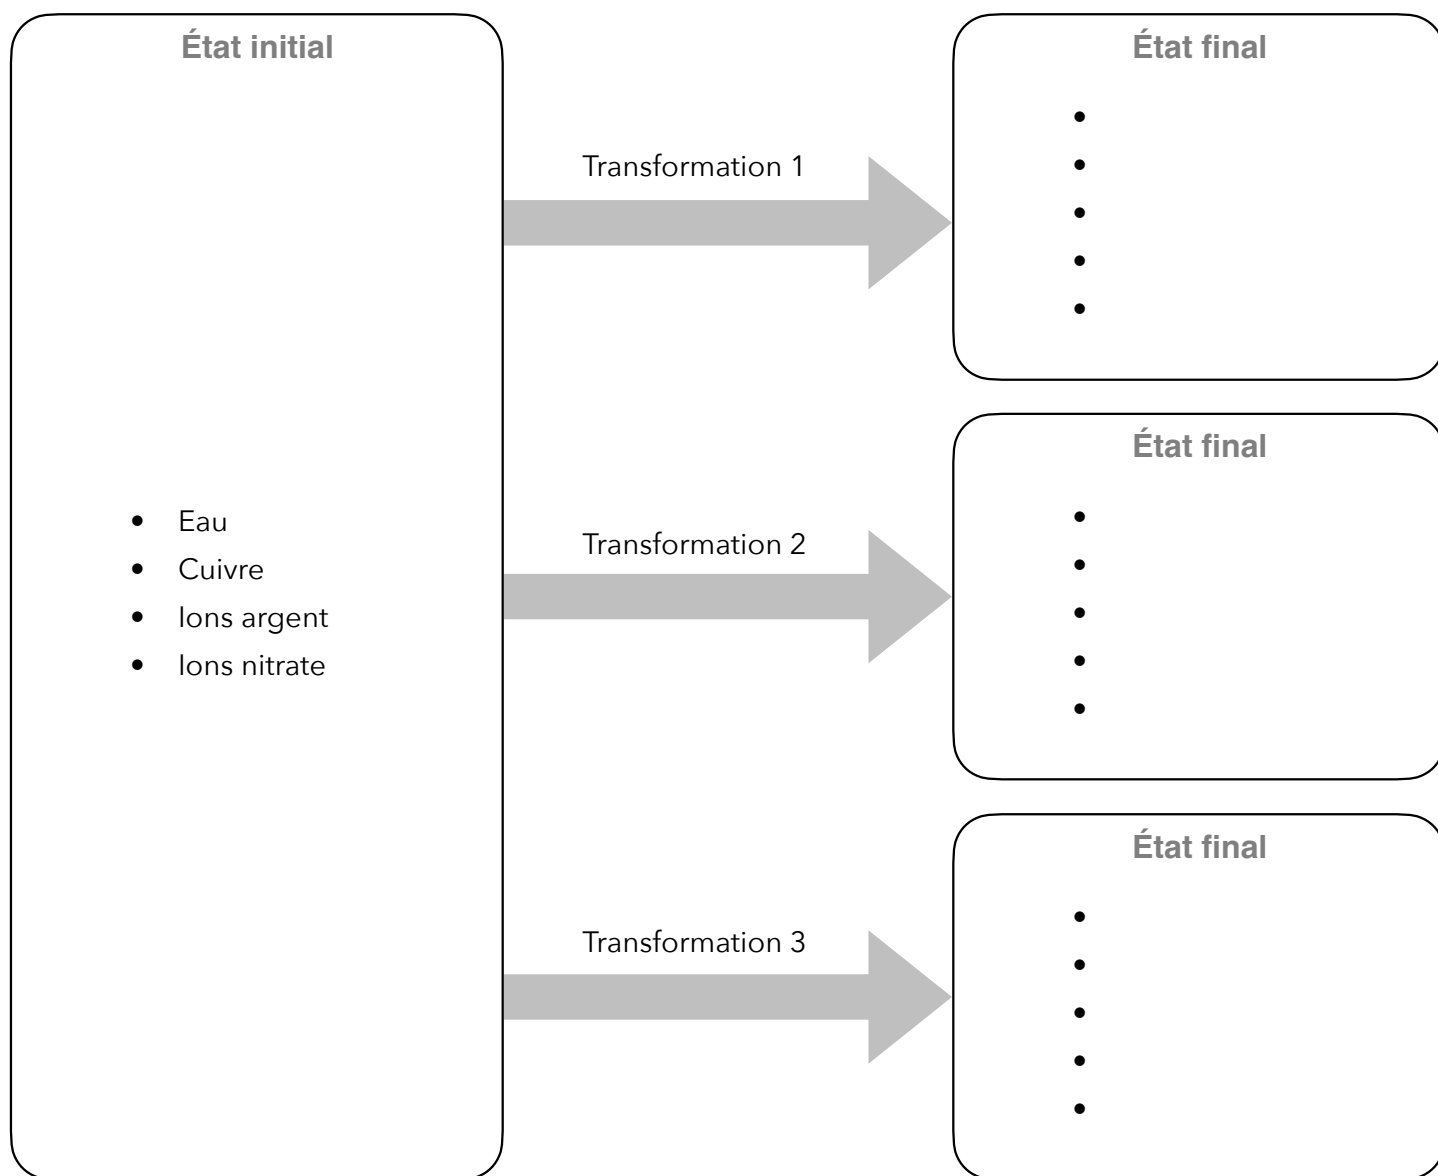 État initial
• Eau
• Cuivre
• Ions argent
• Ions nitrate
Transformation 1
Transformation 2
Transformation 3
État final
•
•
•
•
•
État final
•
•
•
•
•
État final
•
•
•
•
•